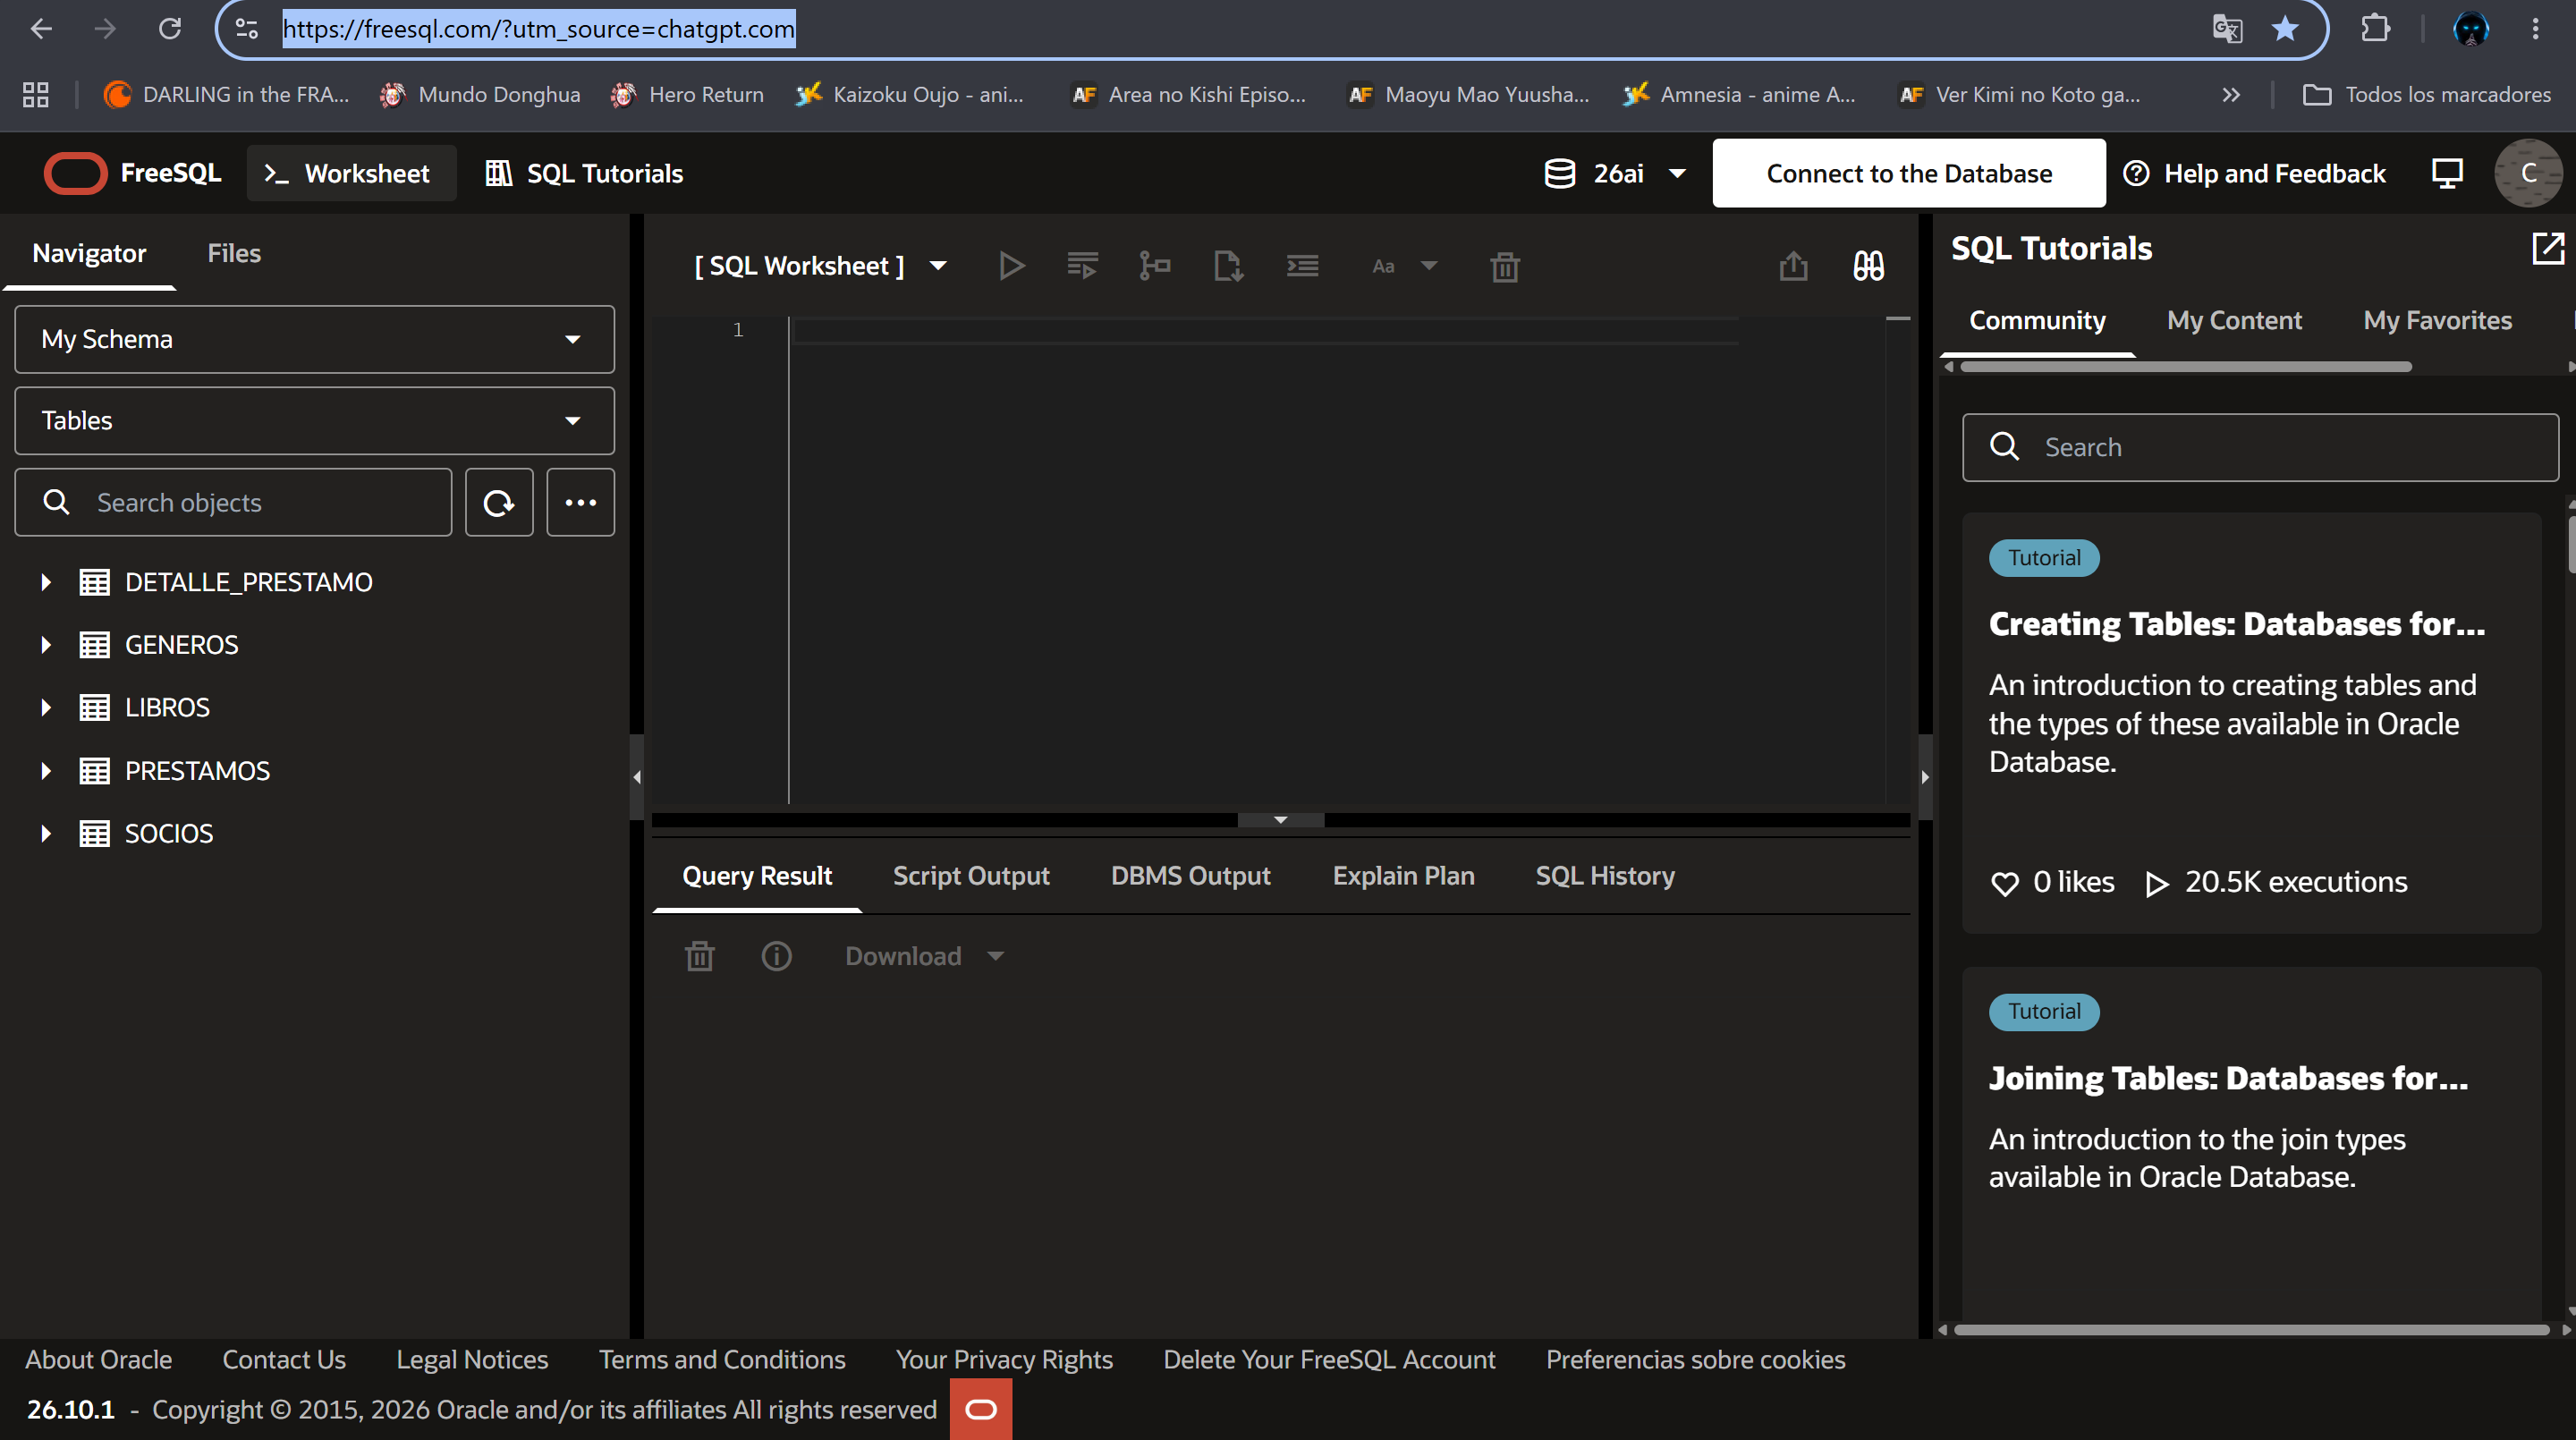 https://freesql.com/?utm_source=chatgpt.com
DARLING in the FRA...
Mundo Donghua
Hero Return
Kaizoku Oujo - ani...
AF Area no Kishi Episo...
AF Maoyu Mao Yuusha...
Amnesia - anime A...
AF Ver Kimi no Koto ga...
Todos los marcadores
FreeSQL
Worksheet
SQL Tutorials
26ai
Connect to the Database
Help and Feedback
C
Navigator
Files
My Schema
Tables
Search objects
DETALLE_PRESTAMO
GENEROS
LIBROS
PRESTAMOS
SOCIOS
[ SQL Worksheet ]
Aa
1
Query Result
Script Output
DBMS Output
Explain Plan
SQL History
Download
SQL Tutorials
Community
My Content
My Favorites
Search
Tutorial
Creating Tables: Databases for...
An introduction to creating tables and
the types of these available in Oracle
Database.
0 likes
20.5K executions
Tutorial
Joining Tables: Databases for...
An introduction to the join types
available in Oracle Database.
About Oracle
Contact Us
Legal Notices
Terms and Conditions
Your Privacy Rights
Delete Your FreeSQL Account
Preferencias sobre cookies
26.10.1 - Copyright © 2015, 2026 Oracle and/or its affiliates All rights reserved